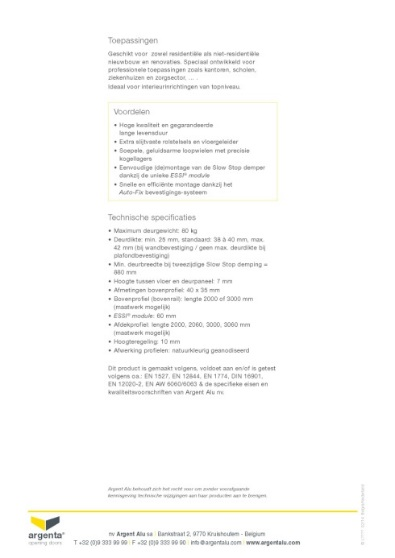 Toepassingen
Geschikt voor zowel residentiële als niet-residentiële
nieuwbouw en renovaties. Speciaal ontwikkeld voor
professionele toepassingen zoals kantoren, scholen,
ziekenhuizen en zorgsector, ... .
Ideaal voor interieurinrichtingen van topniveau.
Voordelen
• Hoge kwaliteit en gegarandeerde
lange levensduur
• Extra slijtvaste rolstelsels en vloergeleider
• Soepele, geluidsarme loopwielen met precisie
kogellagers
• Eenvoudige (de)montage van de Slow Stop demper
dankzij de unieke ESSI² module
• Snelle en efficiënte montage dankzij het
Auto-Fix bevestigings-systeem
Technische specificaties
• Maximum deurgewicht: 80 kg
• Deurdikte: min. 28 mm, standaard: 38 à 40 mm, max.
42 mm (bij wandbevestiging / geen max. deurdikte bij
plafondbevestiging)
• Min. deurbreedte bij tweezijdige Slow Stop demping =
980 mm
• Hoogte tussen vloer en deurpaneel: 7 mm
• Afmetingen bovenprofiel: 40 x 35 mm
• Bovenprofiel (bovenrail): lengte 2000 of 3000 mm
(maatwerk mogelijk)
• ESSI² module: 60 mm
• Afdekprofiel: lengte 2000, 2060, 3000, 3060 mm
(maatwerk mogelijk)
• Hoogteregeling: 10 mm
• Afwerking profielen: natuurkleurig geanodiseerd
Dit product is gemaakt volgens, voldoet aan en/of is getest
volgens oa.: EN 1527, EN 12844, EN 1774, DIN 16901,
EN 12020-2, EN AW 6060/6063 & de specifieke eisen en
kwaliteitsvoorschriften van Argent Alu nv.
Argent Alu behoudt zich het recht voor om zonder voorafgaande
kennisgeving technische wijzigingen aan haar producten aan te brengen.
argenta®
opening doors
nv Argent Alu sa | Bankstraat 2, 9770 Kruishoutem - Belgium
T +32 (0)9 333 99 99 | F +32 (0)9 333 99 98 | info@argentalu.com | www.argentalu.com